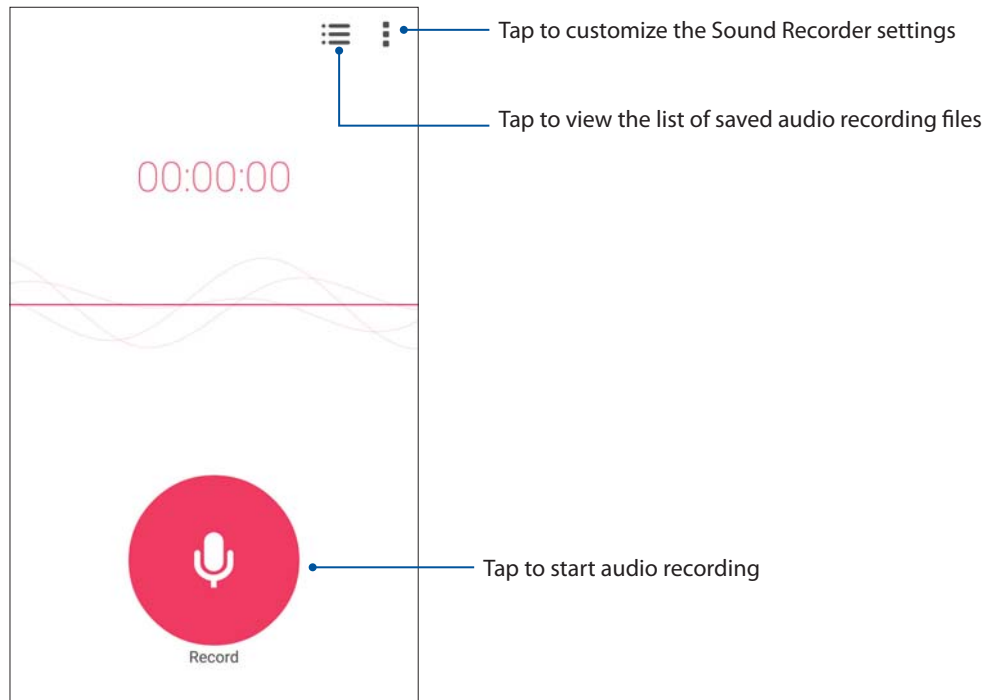 Tap to customize the Sound Recorder settings
Tap to view the list of saved audio recording files
00:00:00
Tap to start audio recording
Record